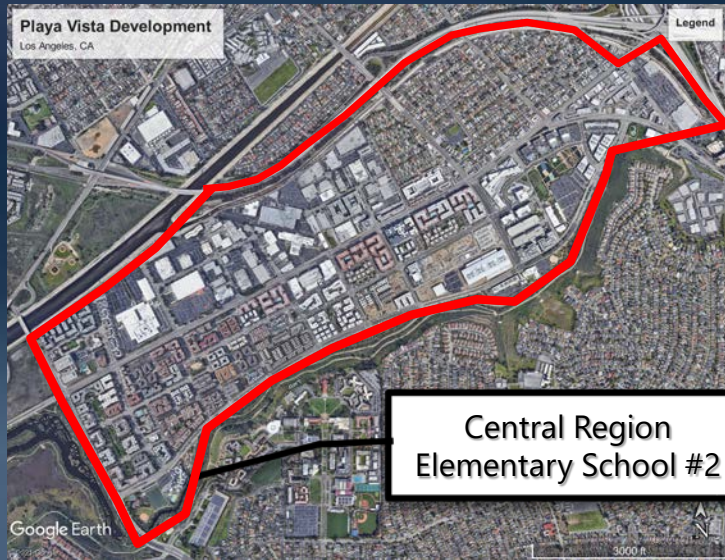 Playa Vista Development
Los Angeles, CA
Legend
Central Region
Elementary School #2
Google Earth
N
3000 ft